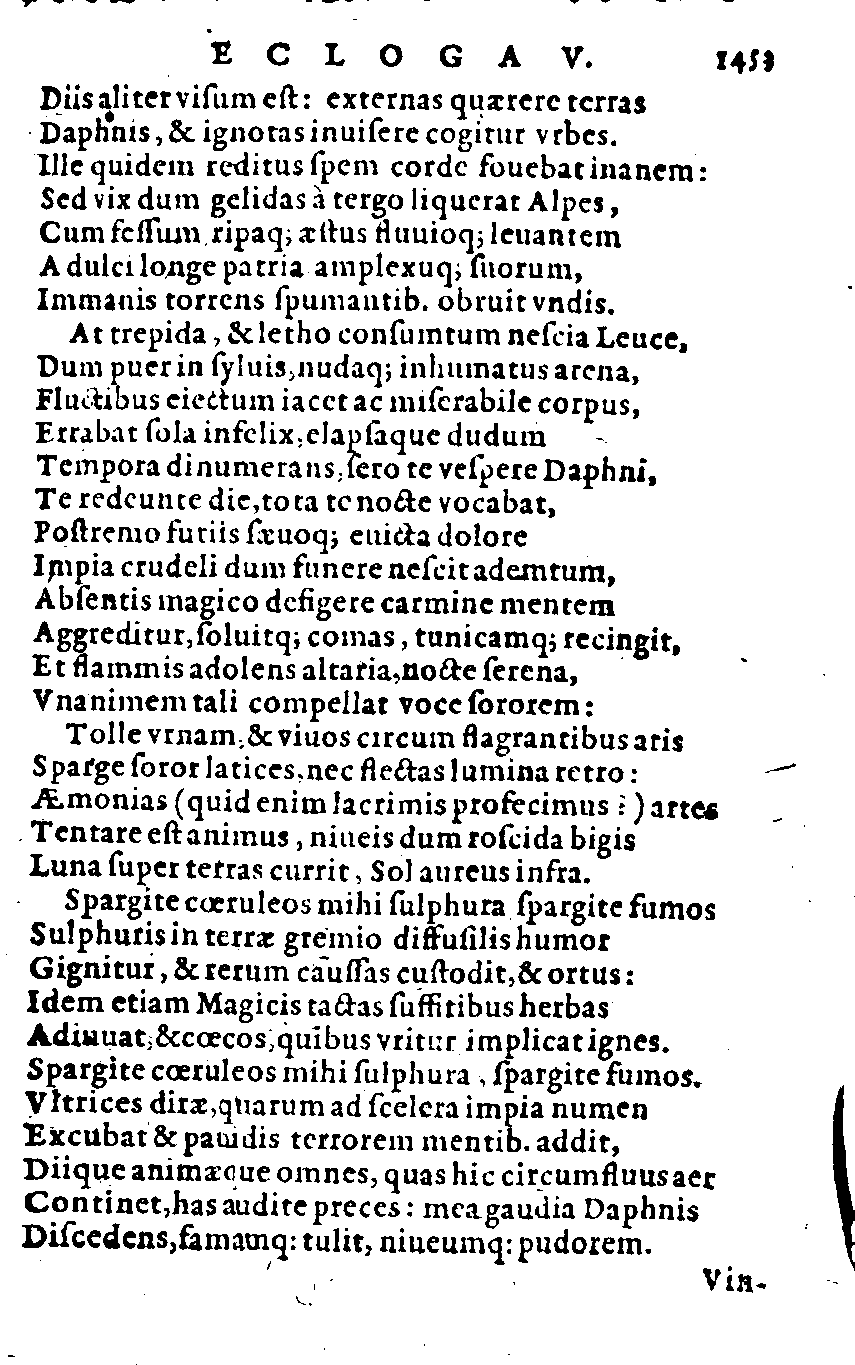 ECLOGA V. 1453
Diis aliter viſum eſt: externas quærere terras
Daphnis, & ignotas inuiſere cogitur vrbes.
Ille quidem reditus ſpem corde fouebat inanem:
Sed vix dum gelidas à tergo liquerat Alpes,
Cum feſſum ripaq; æſtus fluuioq; leuantem
A dulci longe patria amplexuq; ſuorum,
Immanis torrens ſpumantib. obruit vndis.
At trepida, & letho conſumtum neſcia Leuce,
Dum puer in ſyluis, nudaq; inhumatus arena,
Fluctibus eiectum iacet ac miſerabile corpus,
Errabat ſola infelix, elapſaque dudum
Tempora dinumerans, ſero te veſpere Daphni,
Te redeunte die, tota te nocte vocabat,
Poſtremo furiis ſæuoq; euicta dolore
Impia crudeli dum funere neſcit ademtum,
Abſentis magico defigere carmine mentem
Aggreditur, ſoluitq; comas, tunicamq; recingit,
Et flammis adolens altaria, nocte ſerena,
Vnanimem tali compellat voce ſororem:
Tolle vrnam, & viuos circum flagrantibus aris
Sparge ſoror latices, nec flectas lumina retro:
Æmonias (quid enim lacrimis profecimus?) artes
Tentare eſt animus, niueis dum roſcida bigis
Luna ſuper terras currit, Sol aureus infra.
Spargite cœruleos mihi ſulphura ſpargite fumos
Sulphuris in terræ gremio diffuſilis humor
Gignitur, & rerum cauſſas cuſtodit, & ortus:
Idem etiam Magicis tactas ſuffitibus herbas
Adiuuat, & cœcos, quibus vritur implicat ignes.
Spargite cœruleos mihi ſulphura, ſpargite fumos.
Vltrices diræ, quarum ad ſcelera impia numen
Excubat & pauidis terrorem mentib. addit,
Diique animæque omnes, quas hic circumfluus aer
Continet, has audite preces: mea gaudia Daphnis
Diſcedens, famamq: tulit, niueumq: pudorem.
Vin-